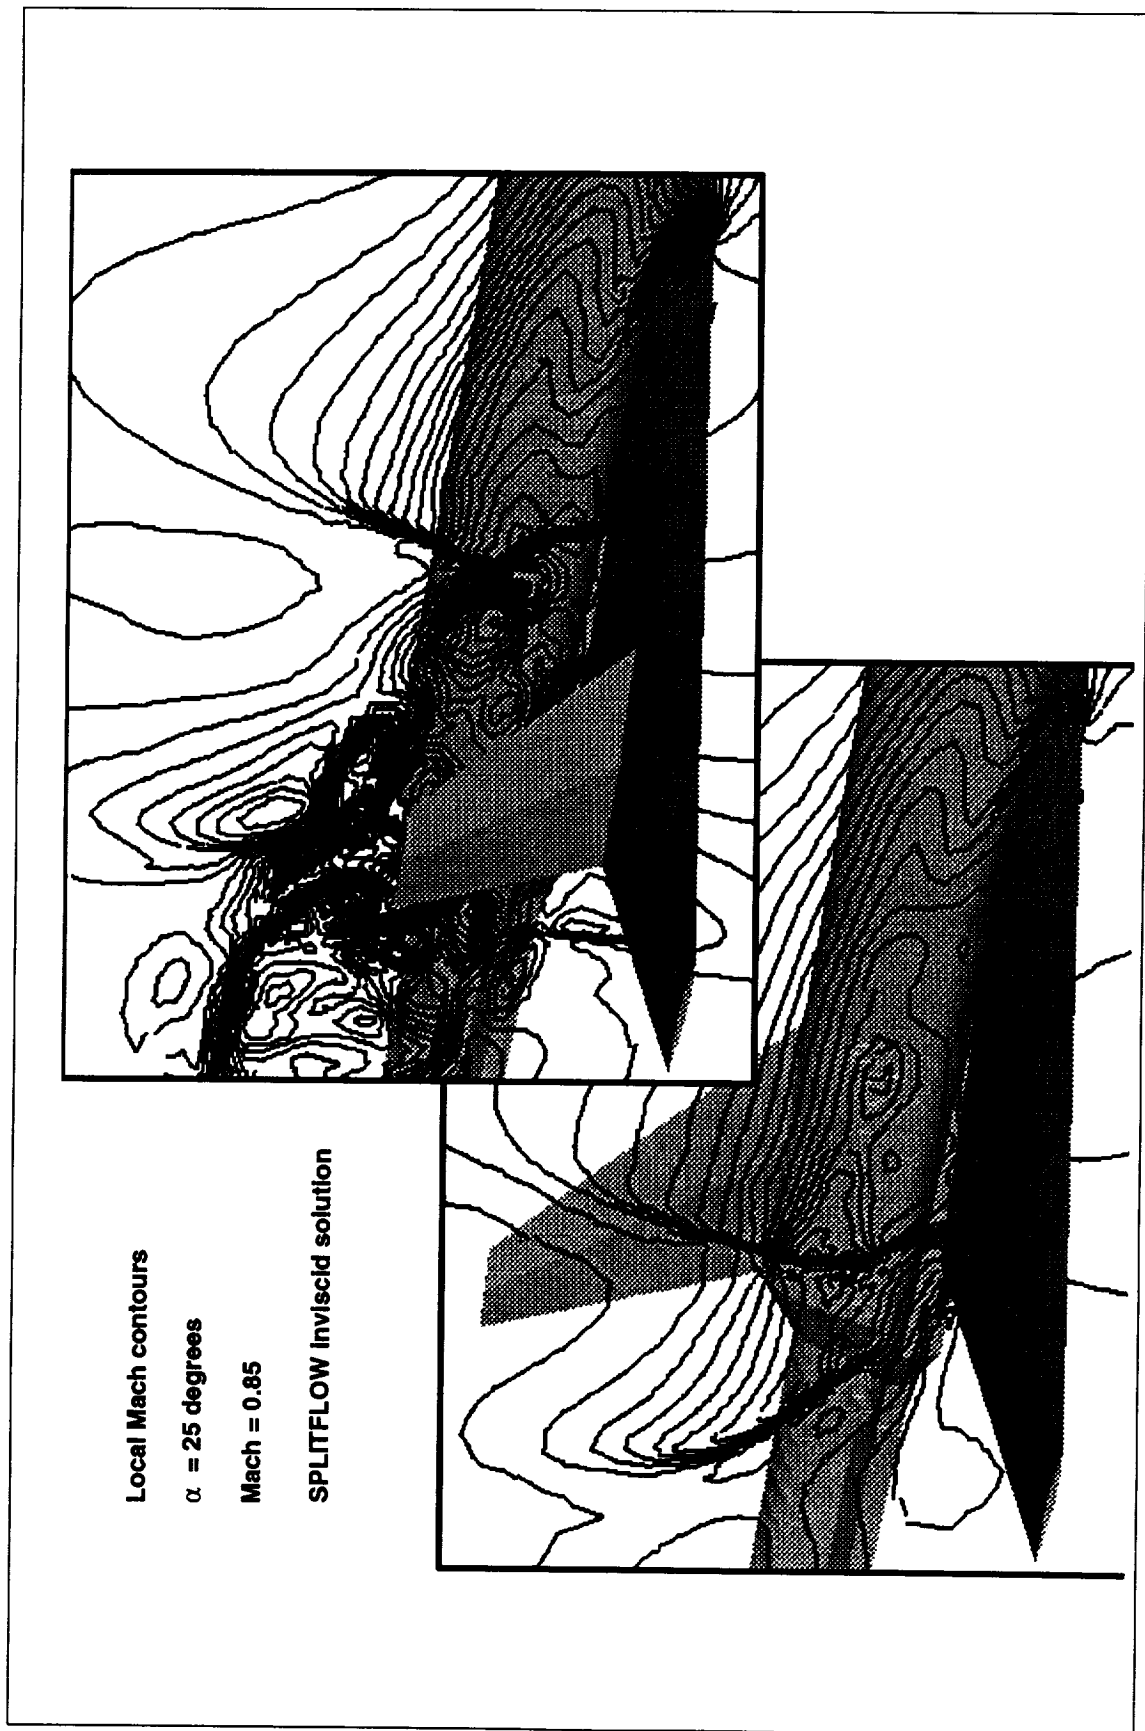 Local Mach contours
α = 25 degrees
Mach = 0.85
SPLITFLOW inviscid solution